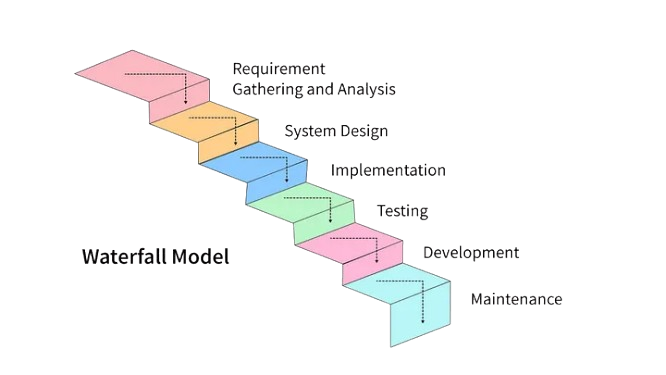 Requirement
Gathering and Analysis
System Design
Implementation
Testing
Waterfall Model
Development
Maintenance